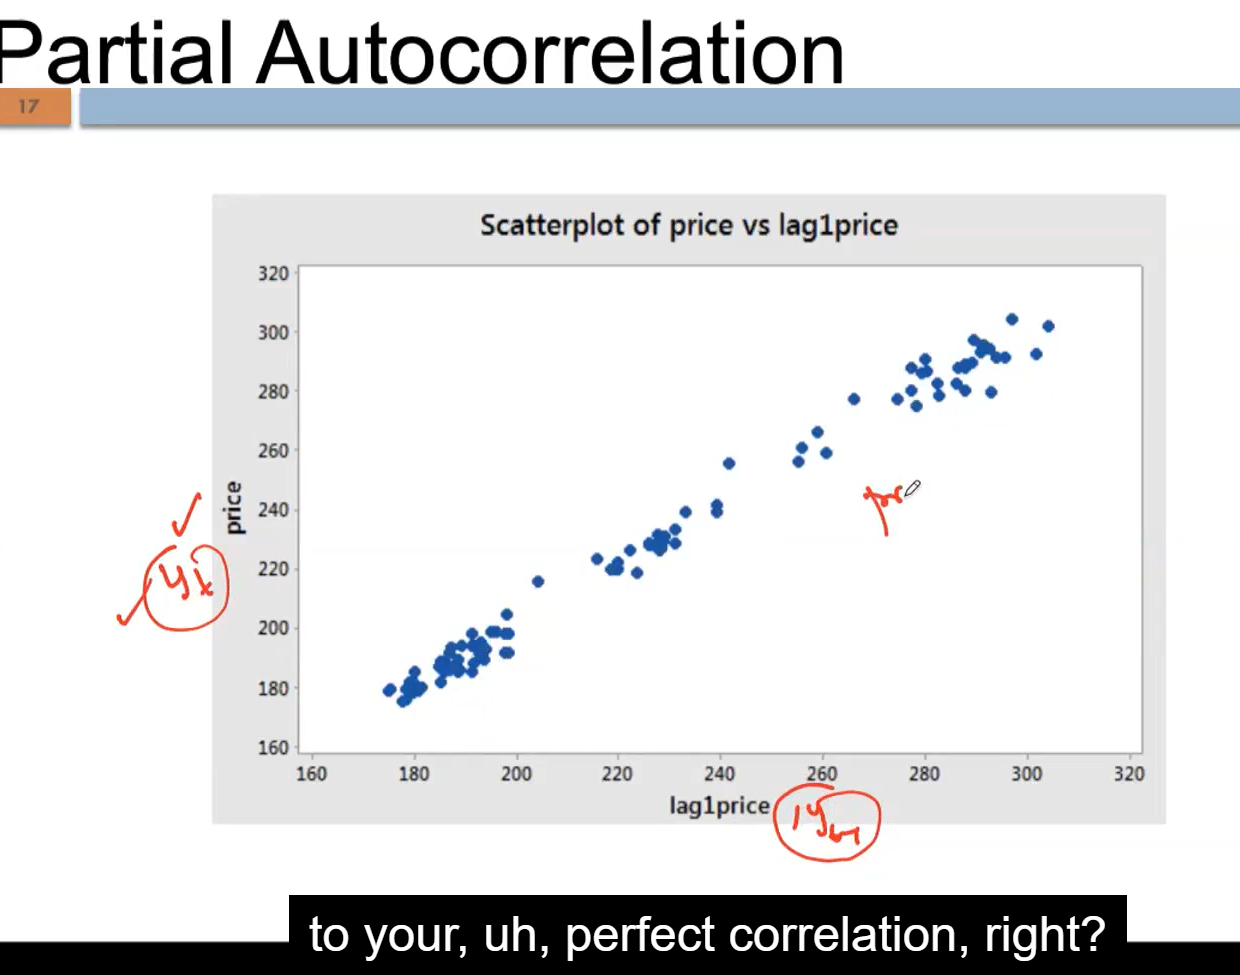 Partial Autocorrelation
17
Scatterplot of price vs lag1price
320
300
280
260
240
220
200
180
160
price
160 180 200 220 240 260 280 300 320
lag1price
to your, uh, perfect correlation, right?